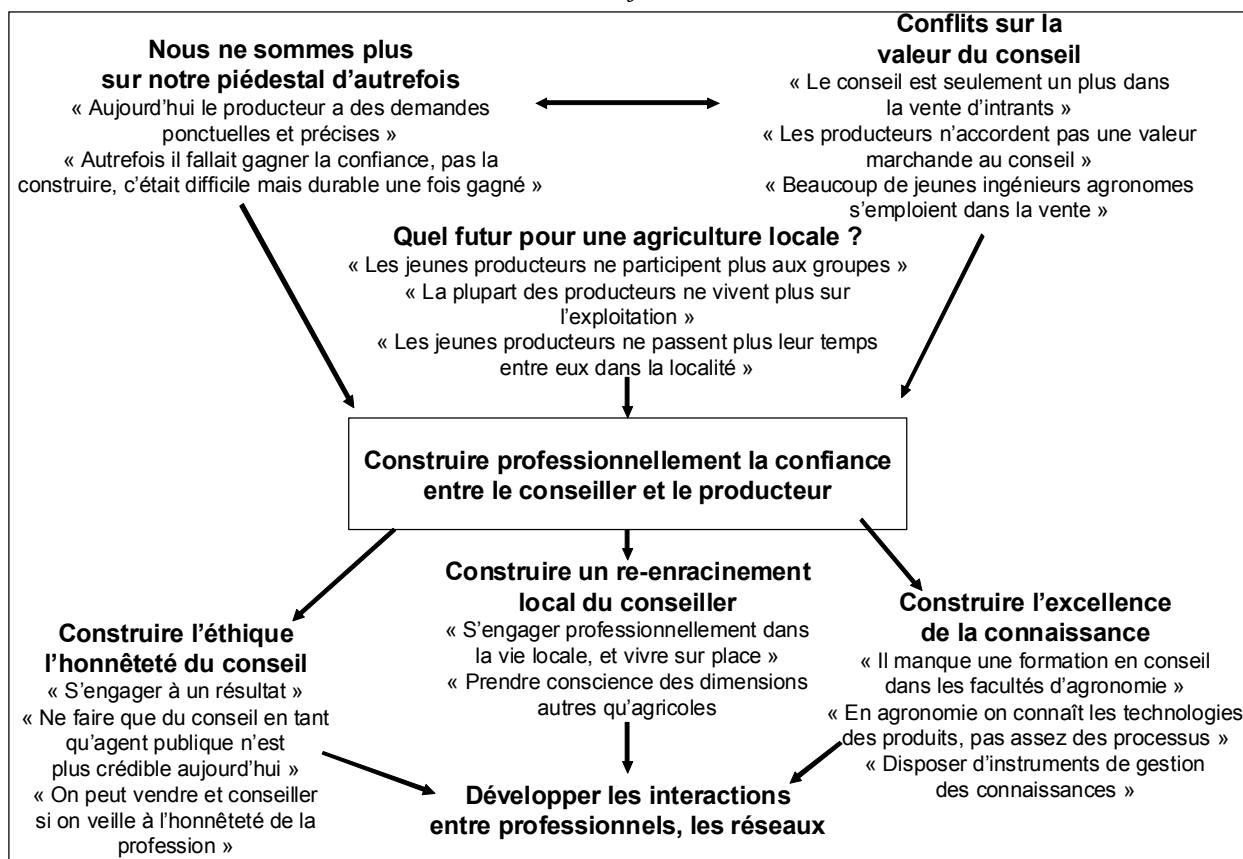 Nous ne sommes plus
sur notre piédestal d'autrefois
« Aujourd'hui le producteur a des demandes
ponctuelles et précises »
« Autrefois il fallait gagner la confiance, pas la
construire, c'était difficile mais durable une fois gagné »
Conflits sur la
valeur du conseil
« Le conseil est seulement un plus dans
la vente d'intrants »
« Les producteurs n'accordent pas une valeur
marchande au conseil »
« Beaucoup de jeunes ingénieurs agronomes
s'emploient dans la vente »
Quel futur pour une agriculture locale ?
« Les jeunes producteurs ne participent plus aux groupes »
« La plupart des producteurs ne vivent plus sur
l'exploitation »
« Les jeunes producteurs ne passent plus leur temps
entre eux dans la localité »
Construire professionnellement la confiance
entre le conseiller et le producteur
Construire l'éthique
l'honnêteté du conseil
« S'engager à un résultat »
« Ne faire que du conseil en tant
qu'agent publique n'est
plus crédible aujourd'hui »
« On peut vendre et conseiller
si on veille à l'honnêteté de la
profession »
Construire un re-enracinement
local du conseiller
« S'engager professionnellement dans
la vie locale, et vivre sur place »
« Prendre conscience des dimensions
autres qu'agricoles
Construire l'excellence
de la connaissance
« Il manque une formation en conseil
dans les facultés d'agronomie »
« En agronomie on connaît les technologies
des produits, pas assez des processus »
« Disposer d'instruments de gestion
des connaissances »
Développer les interactions
entre professionnels, les réseaux